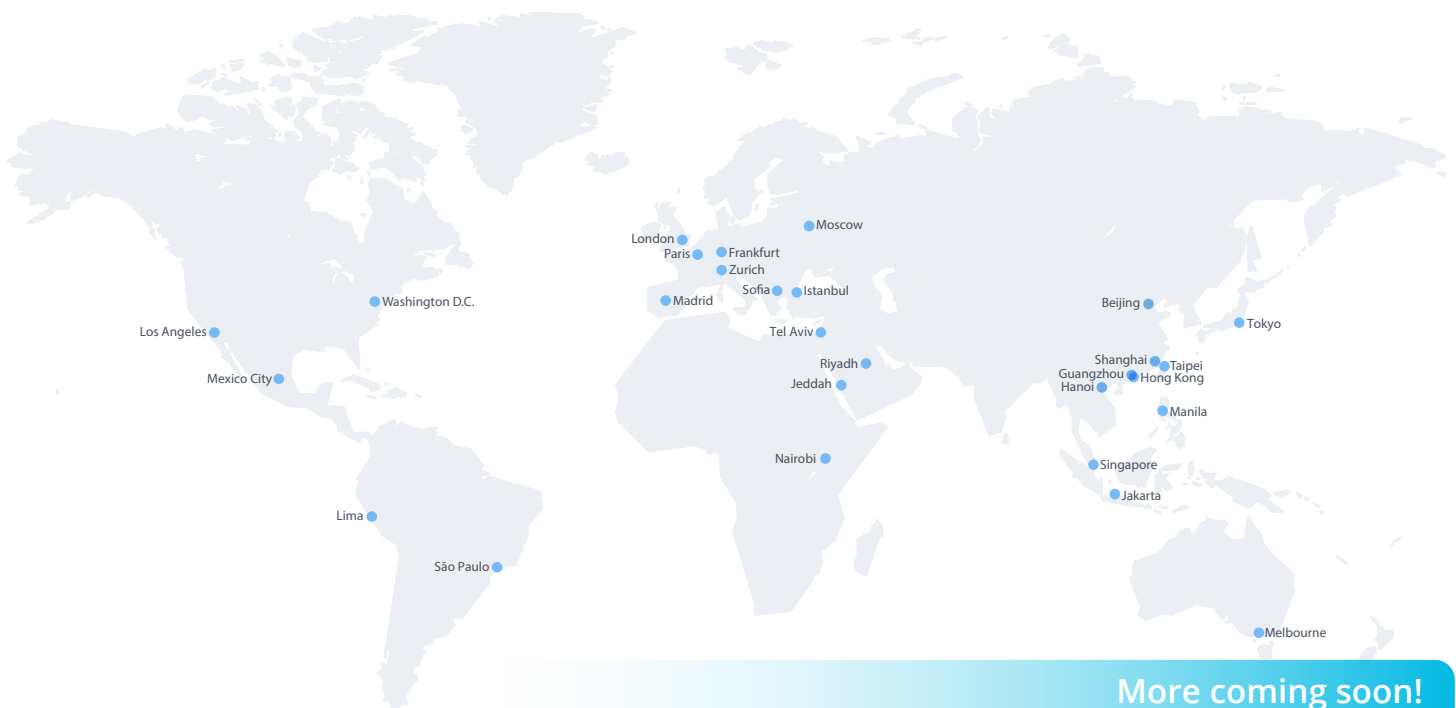 Moscow
London
Paris
Frankfurt
Zurich
Sofia
Istanbul
Madrid
Washington D.C.
Beijing
Tokyo
Los Angeles
Tel Aviv
Shanghai
Taipei
Riyadh
Guangzhou
Hong Kong
Mexico City
Jeddah
Hanoi
Manila
Nairobi
Singapore
Jakarta
Lima
São Paulo
Melbourne
More coming soon!